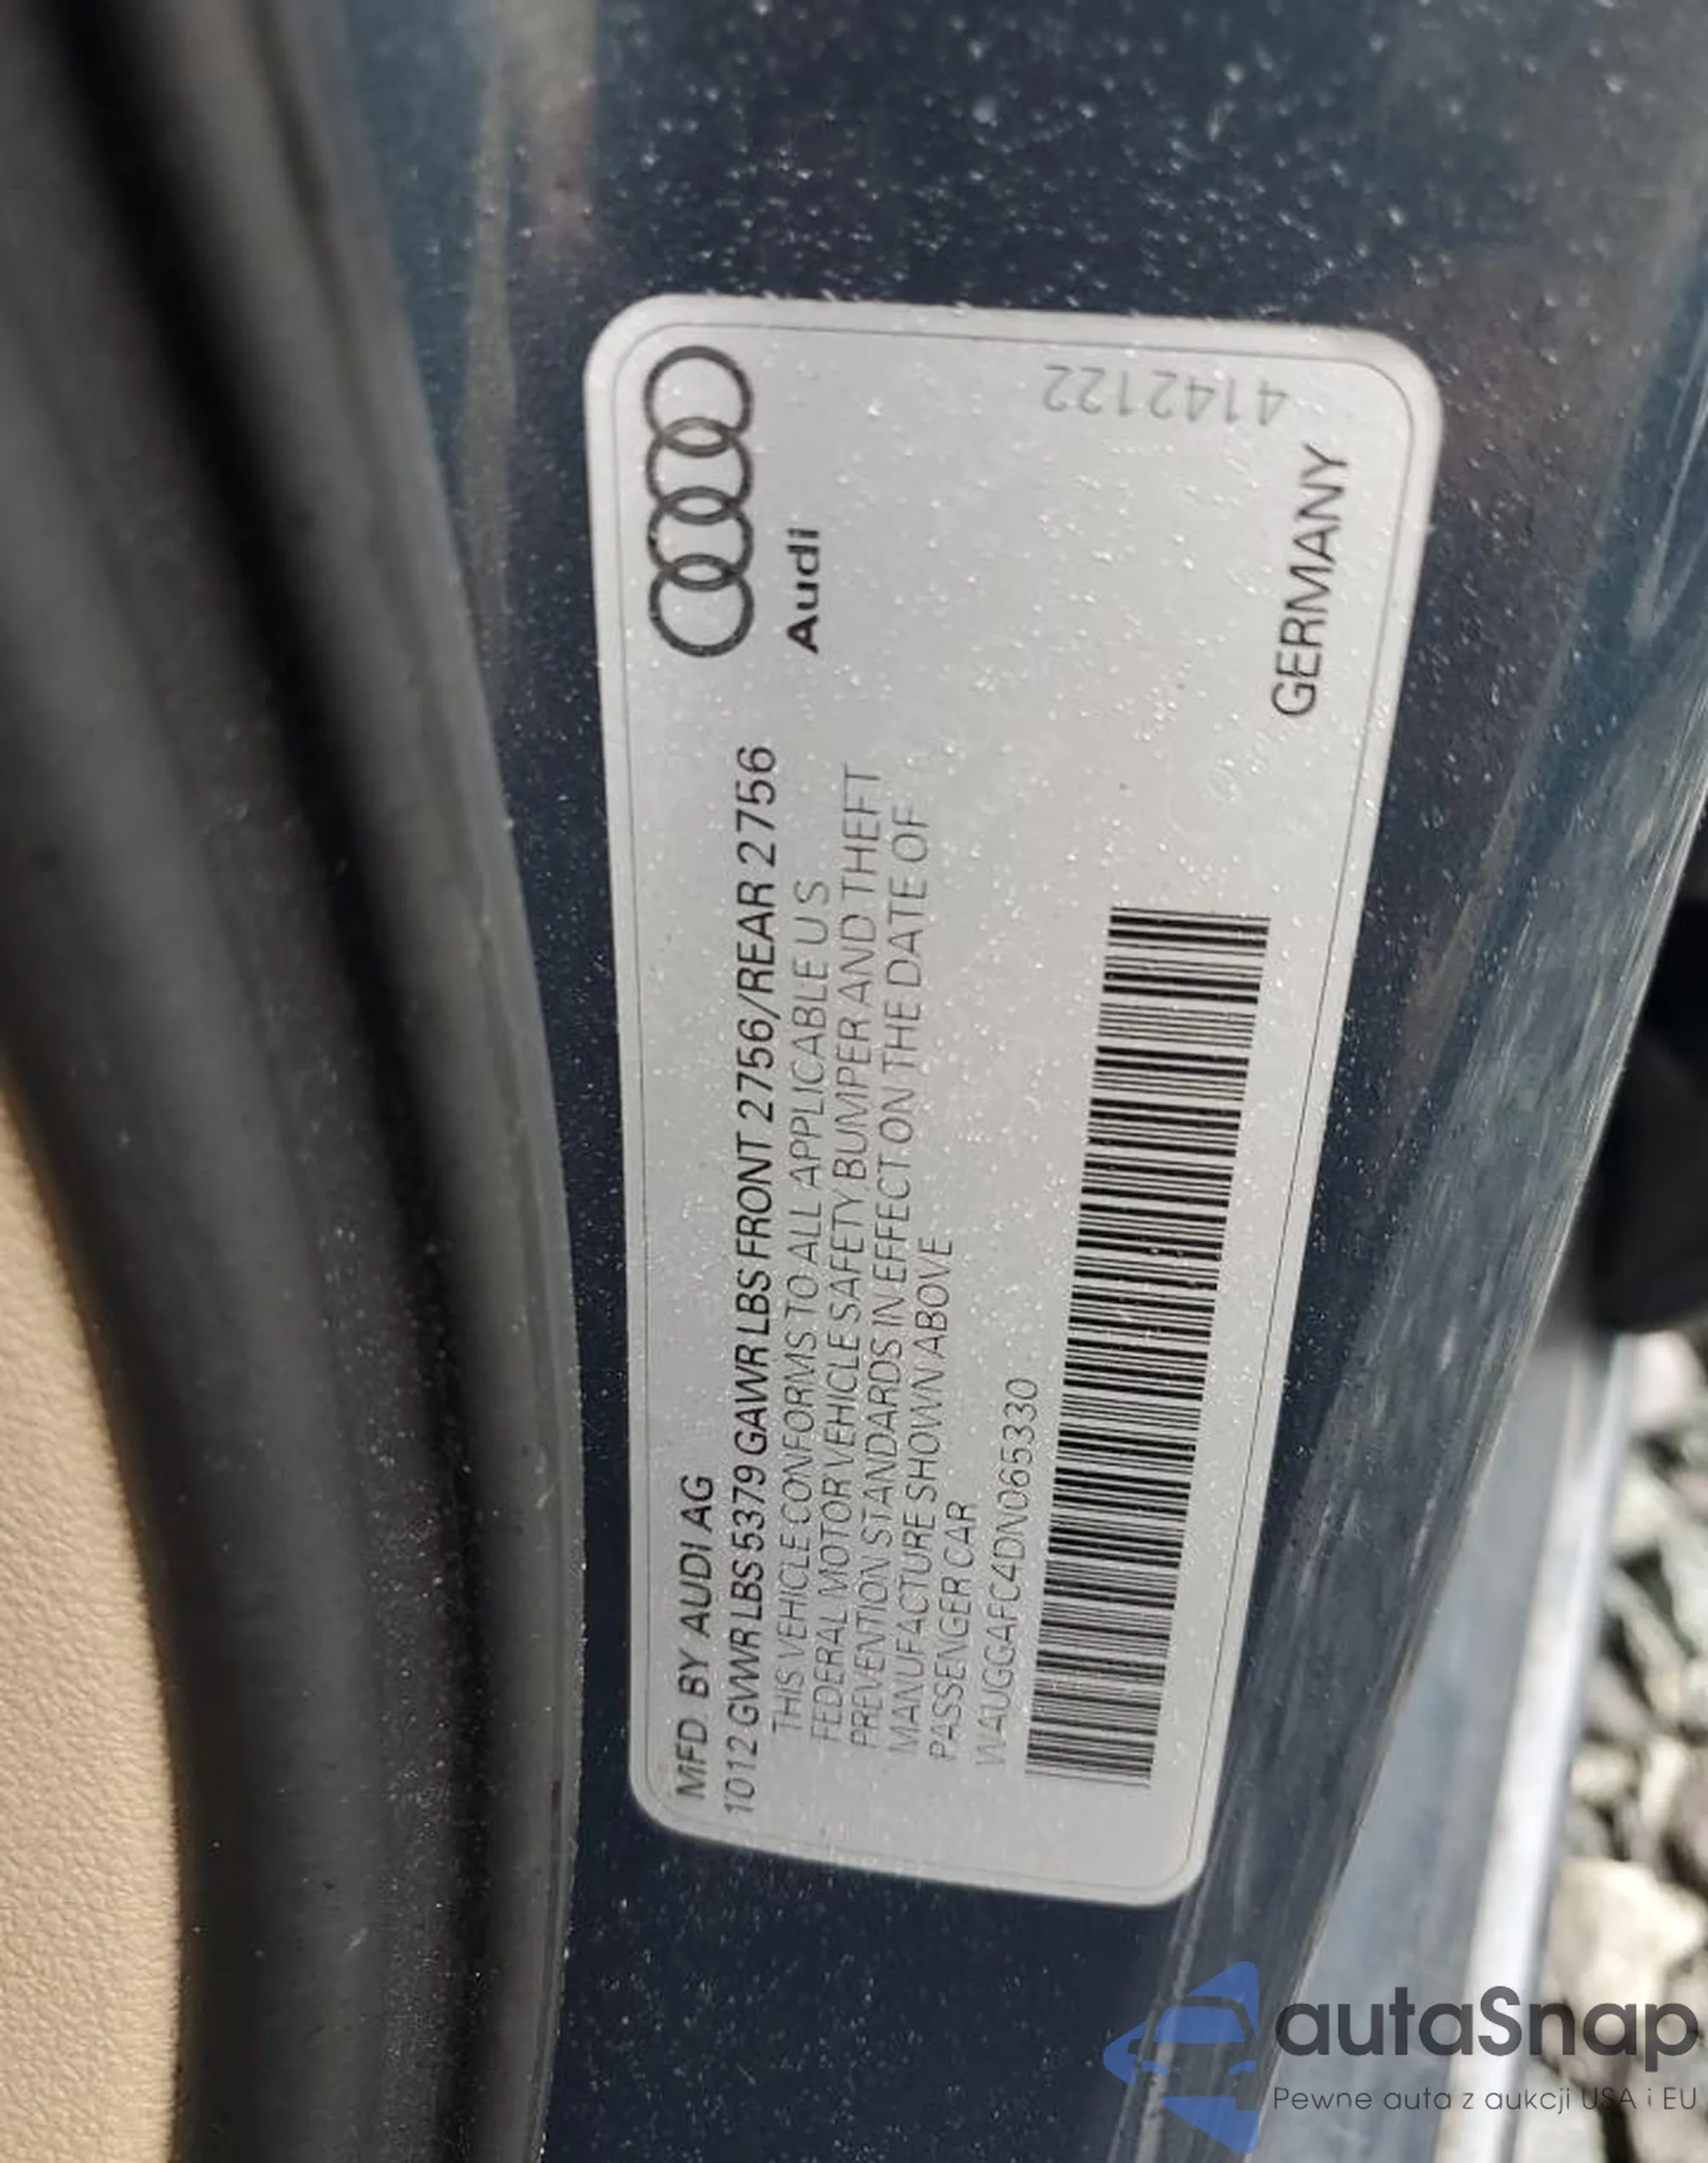 MFD BY AUDI AG
1012 GVWR LBS 5379 GAWR LBS FRONT 2756/REAR 2756
THIS VEHICLE CONFORMS TO ALL APPLICABLE US
FEDERAL MOTOR VEHICLE SAFETY BUMPER AND THEFT
PREVENTION STANDARDS IN EFFECT ON THE DATE OF
MANUFACTURE SHOWN ABOVE
PASSENGER CAR
WAUGGAFC4DN065330
Audi
GERMANY
4142122
autaSnap
Pewne auta z aukcji USA i EU